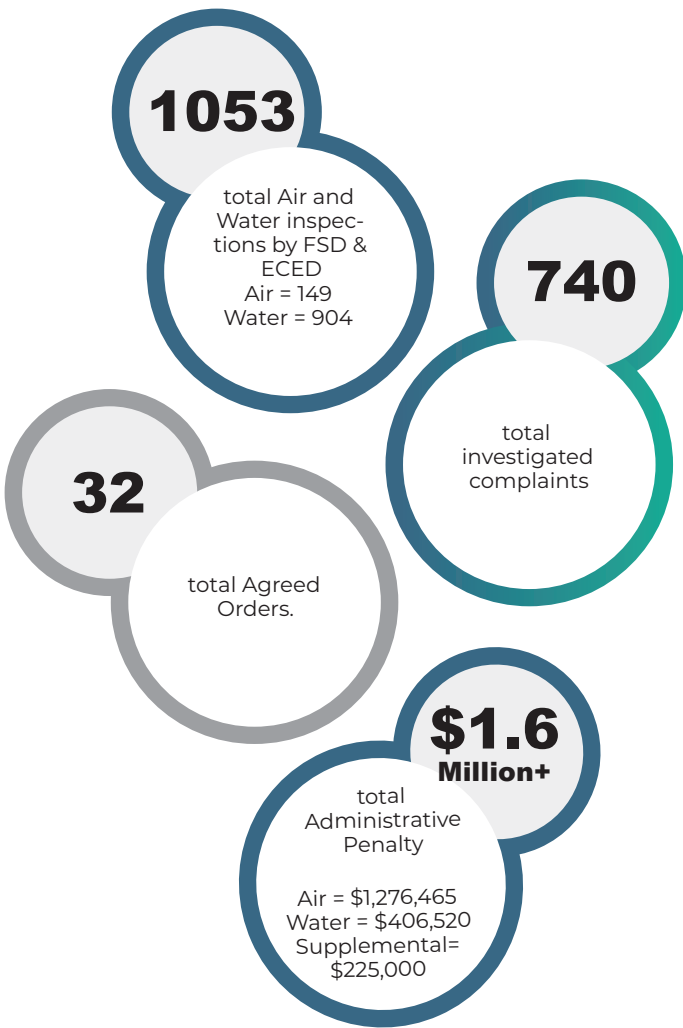 1053
total Air and
Water inspec-
tions by FSD &
ECED
Air = 149
Water = 904
740
total
investigated
complaints
32
total Agreed
Orders.
$1.6
Million+
total
Administrative
Penalty
Air = $1,276,465
Water = $406,520
Supplemental=
$225,000